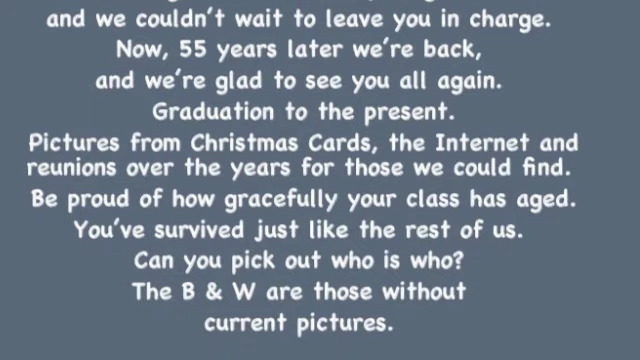 and we couldn't wait to leave you in charge.
Now, 55 years later we're back,
and we're glad to see you all again.
Graduation to the present.
Pictures from Christmas Cards, the Internet and
reunions over the years for those we could find.
Be proud of how gracefully your class has aged.
You've survived just like the rest of us.
Can you pick out who is who?
The B & W are those without
current pictures.